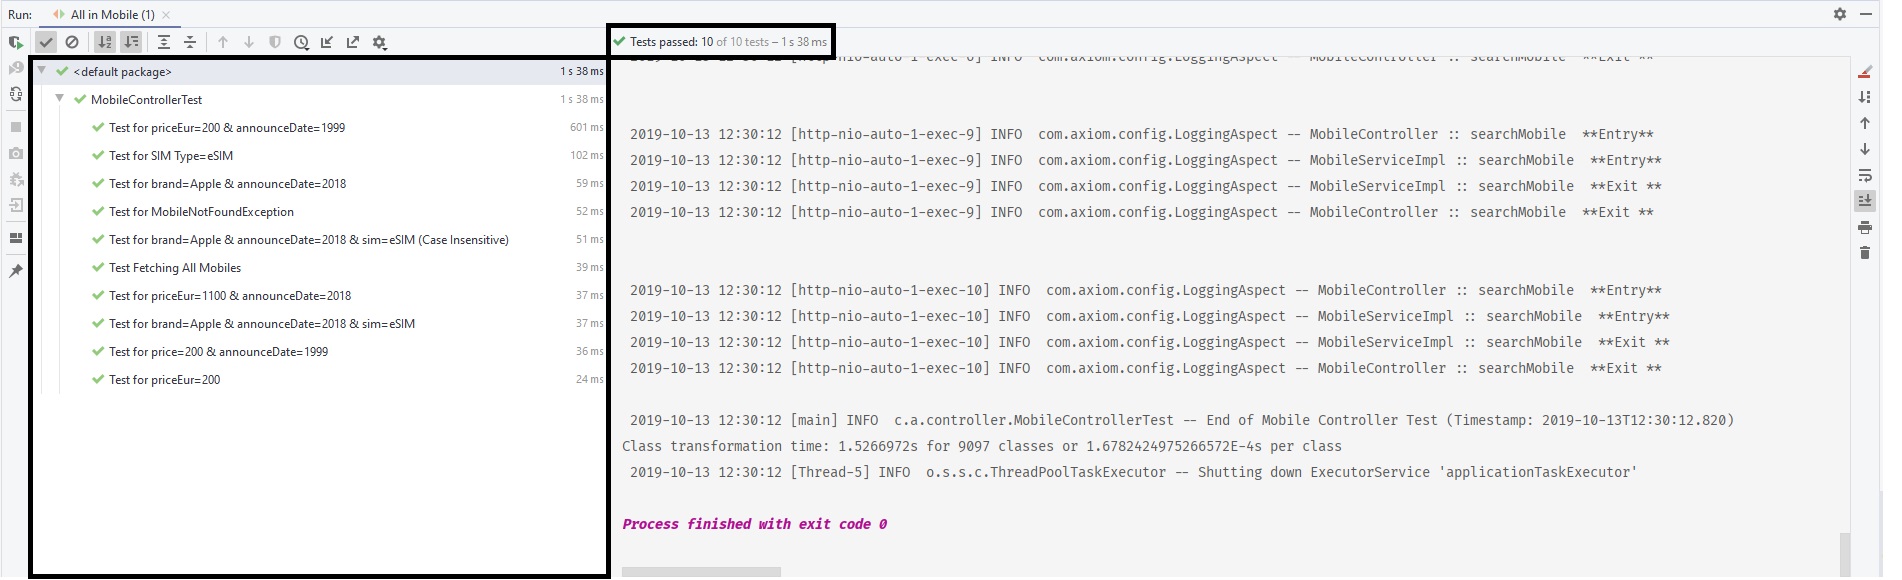 Run: All in Mobile (1)
Tests passed: 10 of 10 tests – 1 s 38 ms
<default package> 1 s 38 ms
MobileControllerTest 1 s 38 ms
Test for priceEur=200 & announceDate=1999 601 ms
Test for SIM Type=eSIM 102 ms
Test for brand=Apple & announceDate=2018 59 ms
Test for MobileNotFoundException 52 ms
Test for brand=Apple & announceDate=2018 & sim=eSIM (Case Insensitive) 51 ms
Test Fetching All Mobiles 39 ms
Test for priceEur=1100 & announceDate=2018 37 ms
Test for brand=Apple & announceDate=2018 & sim=eSIM 37 ms
Test for price=200 & announceDate=1999 36 ms
Test for priceEur=200 24 ms
INFO com.axiom.config.LoggingAspect -- MobileController :: searchMobile **Exit **
2019-10-13 12:30:12 [http-nio-auto-1-exec-9] INFO com.axiom.config.LoggingAspect -- MobileController :: searchMobile **Entry**
2019-10-13 12:30:12 [http-nio-auto-1-exec-9] INFO com.axiom.config.LoggingAspect -- MobileServiceImpl :: searchMobile **Entry**
2019-10-13 12:30:12 [http-nio-auto-1-exec-9] INFO com.axiom.config.LoggingAspect -- MobileServiceImpl :: searchMobile **Exit **
2019-10-13 12:30:12 [http-nio-auto-1-exec-9] INFO com.axiom.config.LoggingAspect -- MobileController :: searchMobile **Exit **
2019-10-13 12:30:12 [http-nio-auto-1-exec-10] INFO com.axiom.config.LoggingAspect -- MobileController :: searchMobile **Entry**
2019-10-13 12:30:12 [http-nio-auto-1-exec-10] INFO com.axiom.config.LoggingAspect -- MobileServiceImpl :: searchMobile **Entry**
2019-10-13 12:30:12 [http-nio-auto-1-exec-10] INFO com.axiom.config.LoggingAspect -- MobileServiceImpl :: searchMobile **Exit **
2019-10-13 12:30:12 [http-nio-auto-1-exec-10] INFO com.axiom.config.LoggingAspect -- MobileController :: searchMobile **Exit **
2019-10-13 12:30:12 [main] INFO c.a.controller.MobileControllerTest -- End of Mobile Controller Test (Timestamp: 2019-10-13T12:30:12.820)
Class transformation time: 1.5266972s for 9097 classes or 1.6782424975266572E-4s per class
2019-10-13 12:30:12 [Thread-5] INFO o.s.s.c.ThreadPoolTaskExecutor -- Shutting down ExecutorService 'applicationTaskExecutor'
Process finished with exit code 0